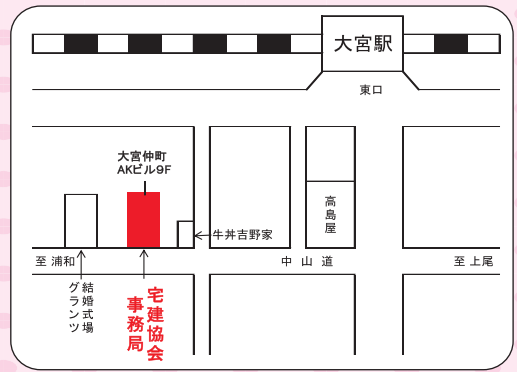 大宮駅
東口
大宮仲町
AKビル9F
高島屋
牛丼吉野家
至 浦和
中 山 道
至 上尾
結婚式場
グランツ
宅建協会
事務局